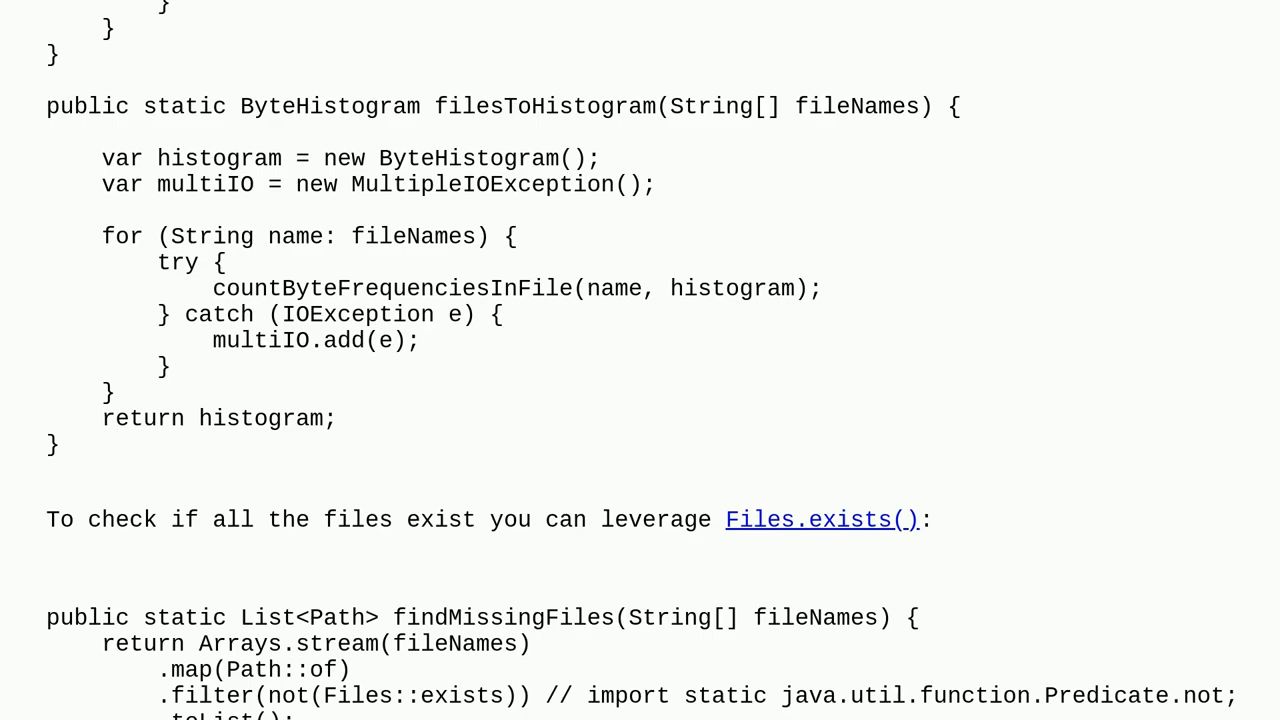 }
    }
}
public static ByteHistogram filesToHistogram(String[] fileNames) {
    var histogram = new ByteHistogram();
    var multiIO = new MultipleIOException();
    for (String name: fileNames) {
        try {
            countByteFrequenciesInFile(name, histogram);
        } catch (IOException e) {
            multiIO.add(e);
        }
    }
    return histogram;
}
To check if all the files exist you can leverage Files.exists():
public static List<Path> findMissingFiles(String[] fileNames) {
    return Arrays.stream(fileNames)
        .map(Path::of)
        .filter(not(Files::exists)) // import static java.util.function.Predicate.not;
        .toList();